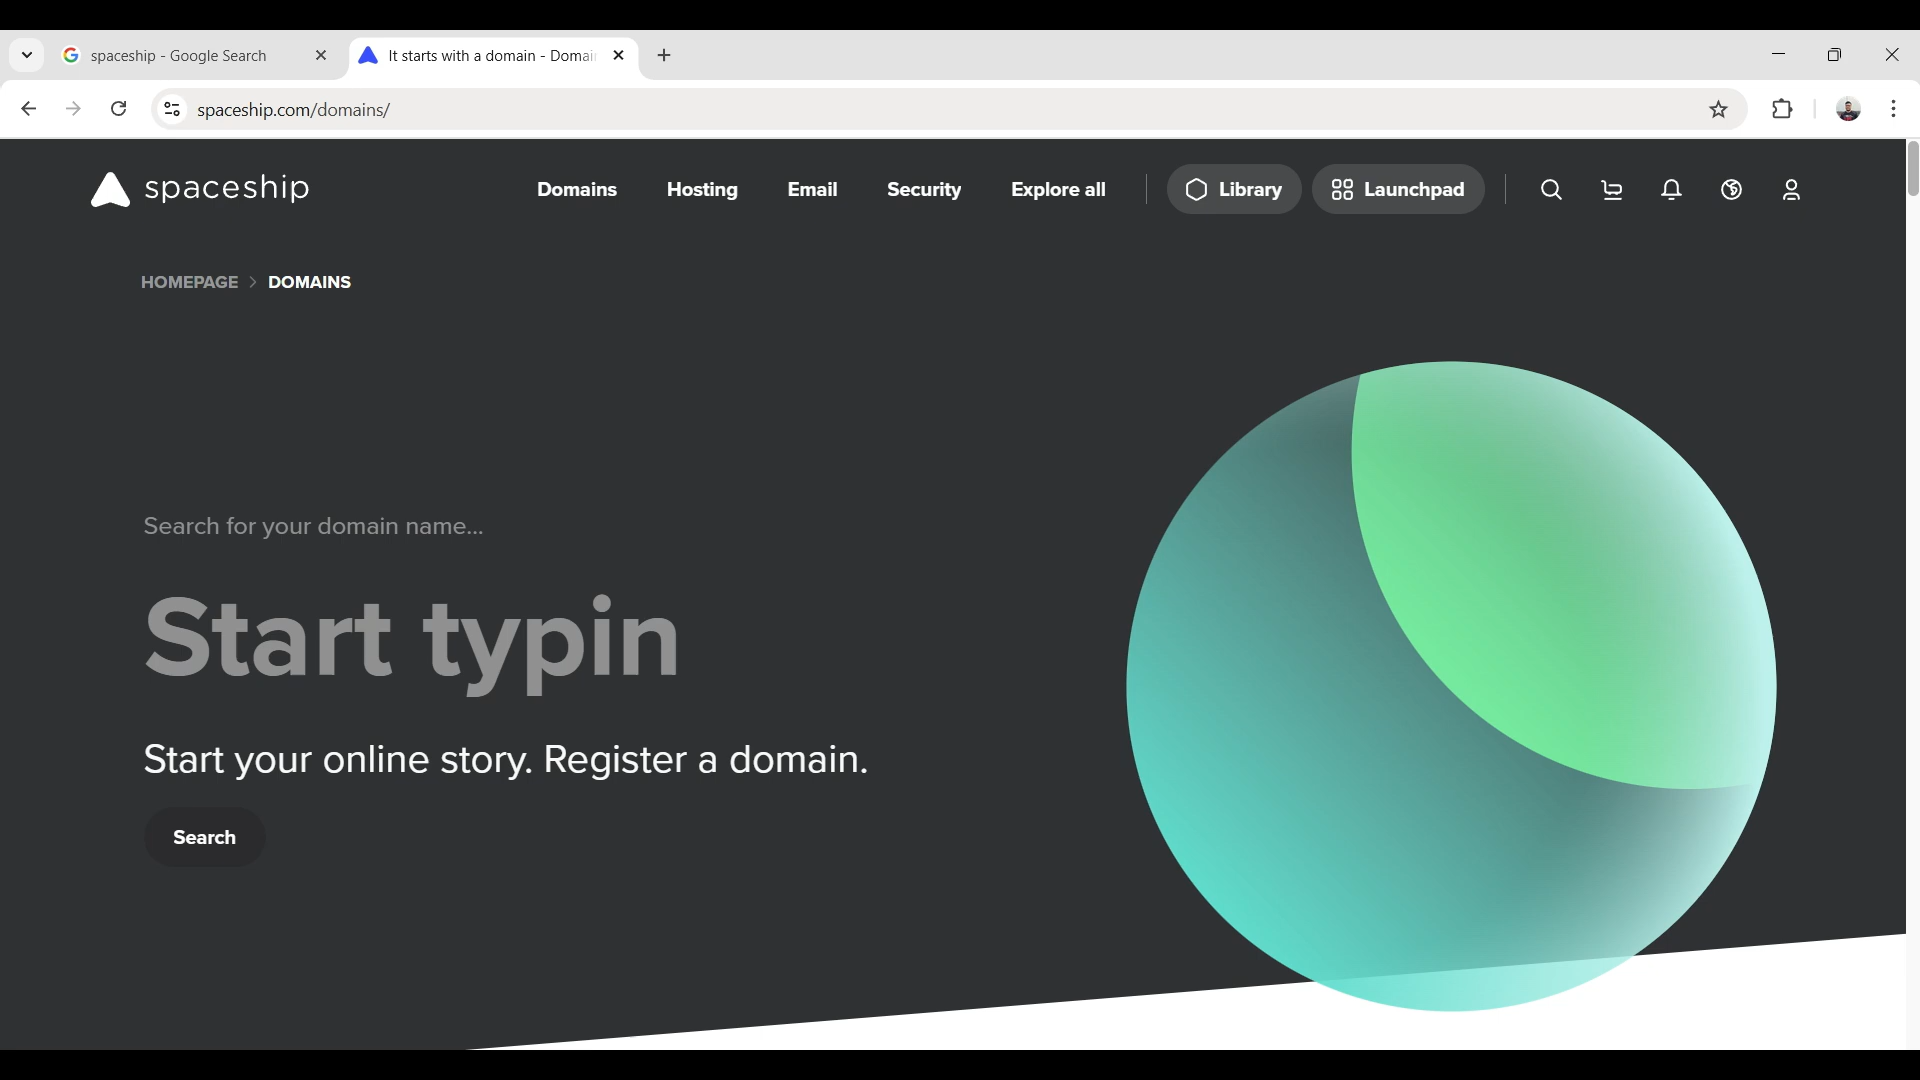 spaceship - Google Search
It starts with a domain - Domai
spaceship.com/domains/
spaceship
Domains
Hosting
Email
Security
Explore all
Library
Launchpad
HOMEPAGE > DOMAINS
Search for your domain name...
Start typin
Start your online story. Register a domain.
Search